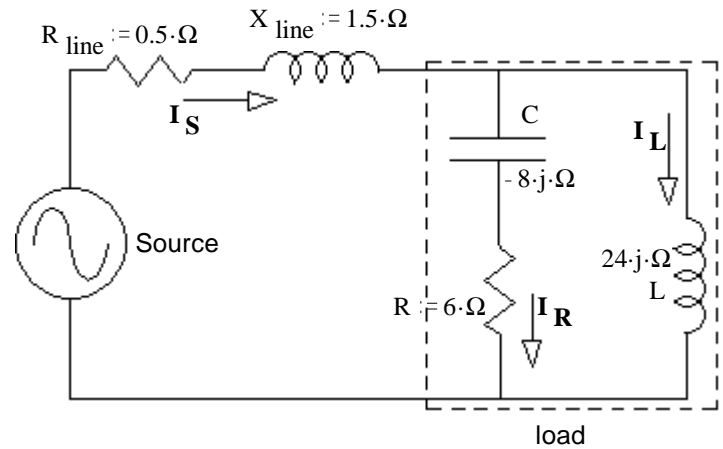 R line := 0.5·Ω
X line := 1.5·Ω
I S
C
- 8·j·Ω
I L
Source
24·j·Ω
L
R := 6·Ω
I R
load